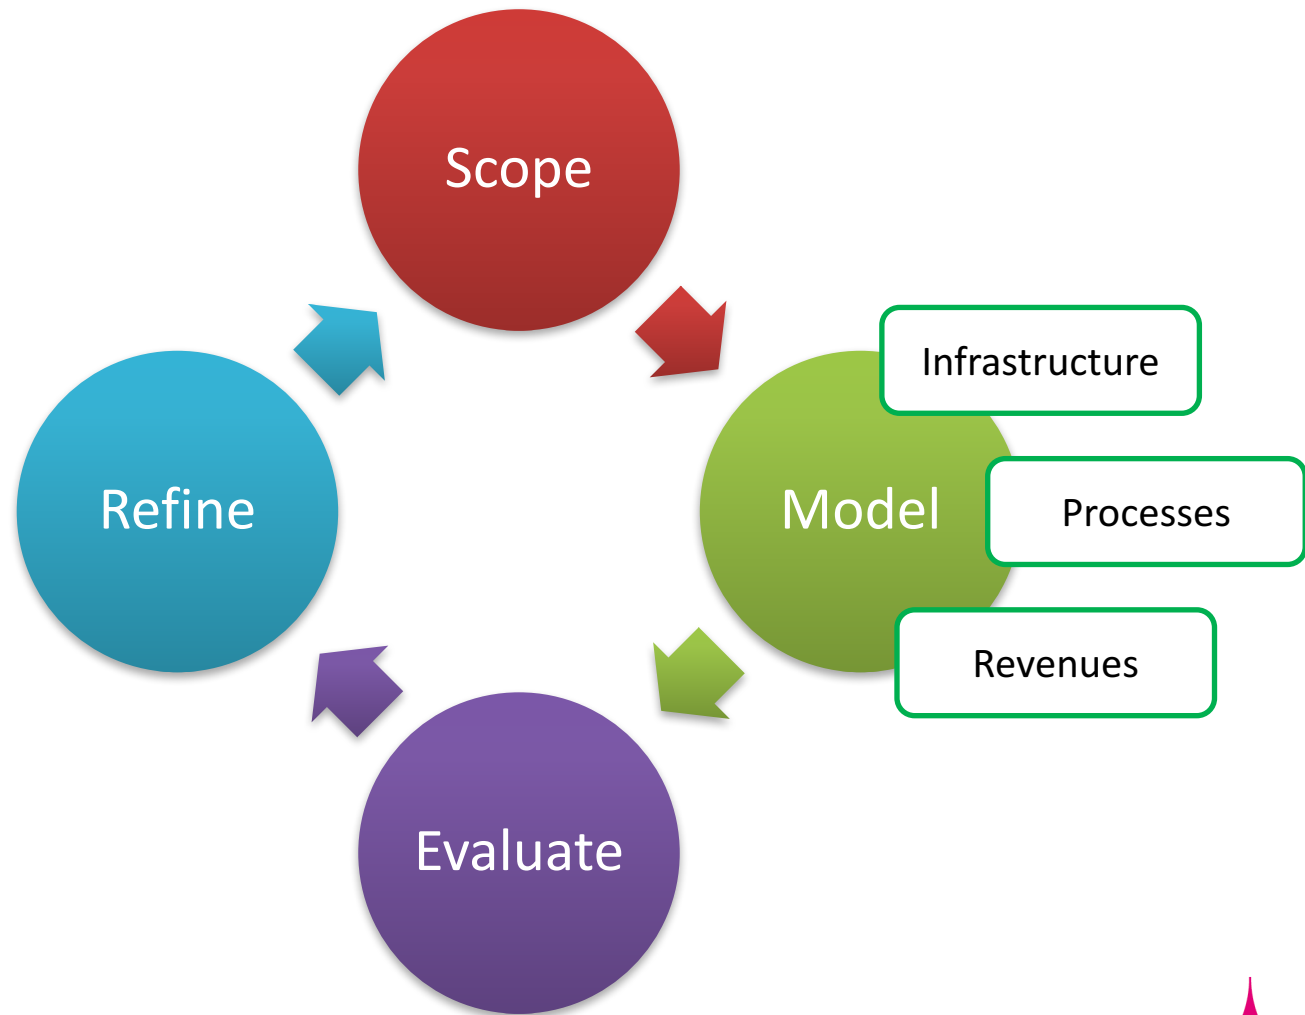 Scope
Infrastructure
Refine
Model
Processes
Revenues
Evaluate